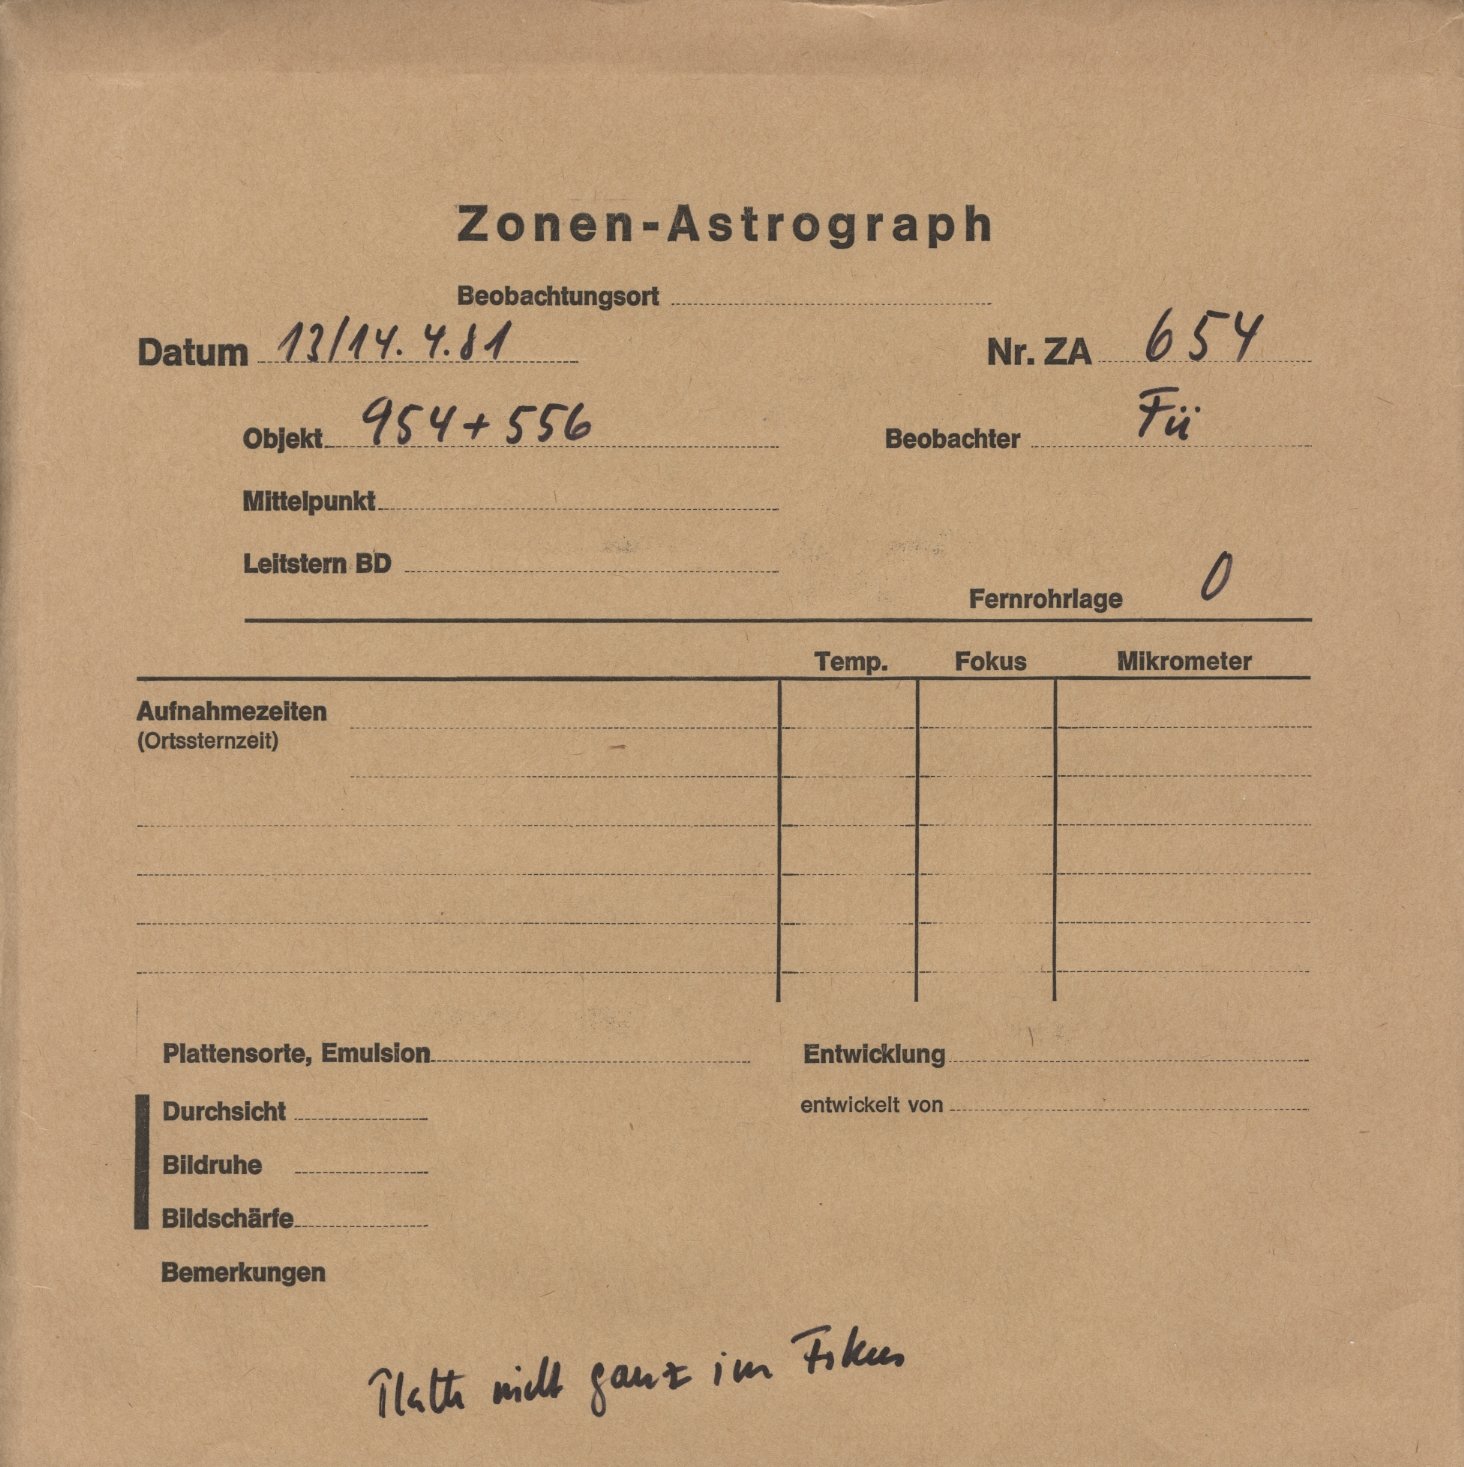 Zonen-Astrograph
Beobachtungsort
Datum 13/14. 4. 81 Nr. ZA 654
Objekt 954 + 556 Beobachter Fü
Mittelpunkt
Leitstern BD
Fernrohrlage O
Temp. Fokus Mikrometer
Aufnahmezeiten
(Ortssternzeit)
Plattensorte, Emulsion Entwicklung
Durchsicht entwickelt von
Bildruhe
Bildschärfe
Bemerkungen
Platte nicht ganz im Fokus